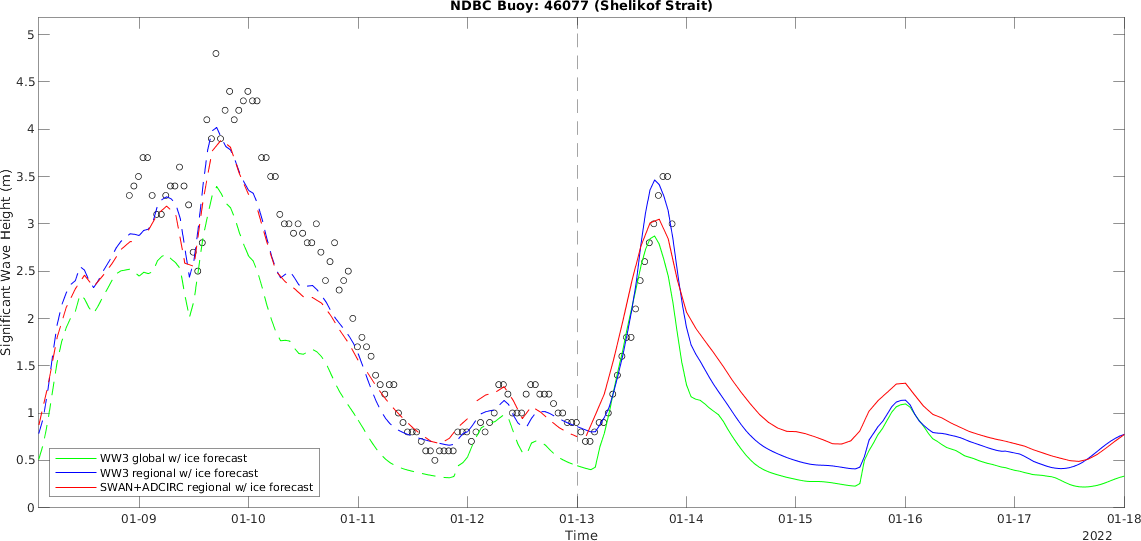 NDBC Buoy: 46077 (Shelikof Strait)
5
4.5
4
3.5
3
2.5
2
1.5
1
0.5
0
Significant Wave Height (m)
WW3 global w/ ice forecast
WW3 regional w/ ice forecast
SWAN+ADCIRC regional w/ ice forecast
01-09 01-10 01-11 01-12 01-13 01-14 01-15 01-16 01-17 01-18
Time
2022